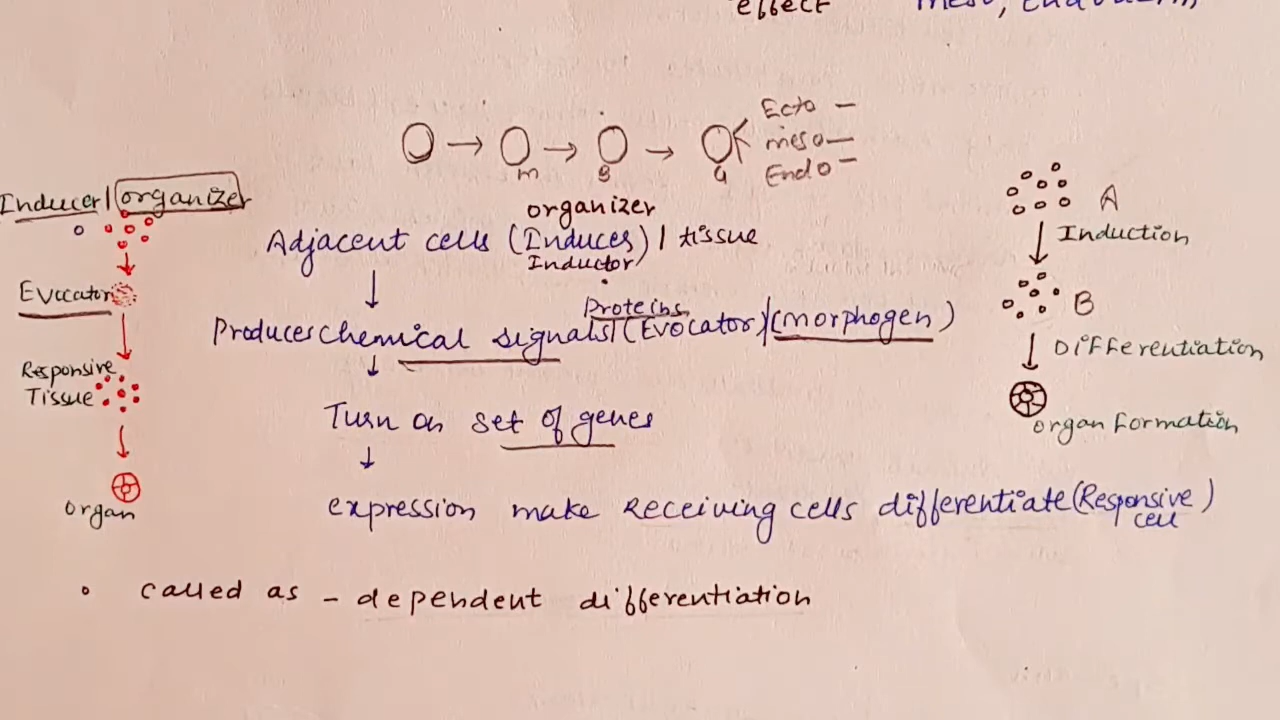 effect
Ecto –
meso –
Endo –
m
B
G
Inducer | organizer
Evocator
Responsive
Tissue
organ
organizer
Adjacent cells (Induces) | tissue
Inductor
Proteins
Produces chemical signals | (Evocator) | (morphogen)
Turn on set of genes
expression make Receiving cells differentiate (Responsive)
cell
• called as – dependent differentiation
A
Induction
B
Differentiation
organ formation